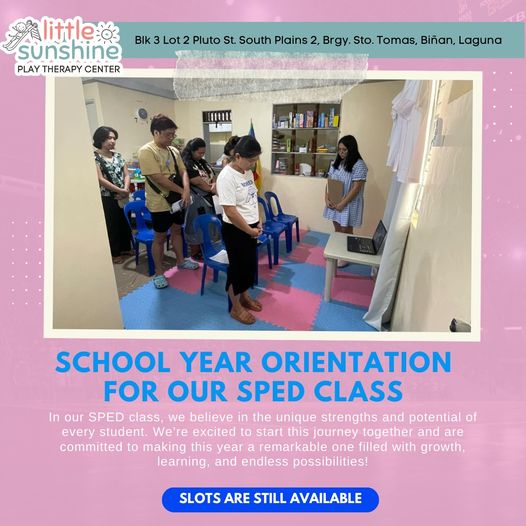 little
sunshine
PLAY THERAPY CENTER
Blk 3 Lot 2 Pluto St. South Plains 2, Brgy. Sto. Tomas, Biñan, Laguna
SCHOOL YEAR ORIENTATION
FOR OUR SPED CLASS
In our SPED class, we believe in the unique strengths and potential of
every student. We're excited to start this journey together and are
committed to making this year a remarkable one filled with growth,
learning, and endless possibilities!
SLOTS ARE STILL AVAILABLE